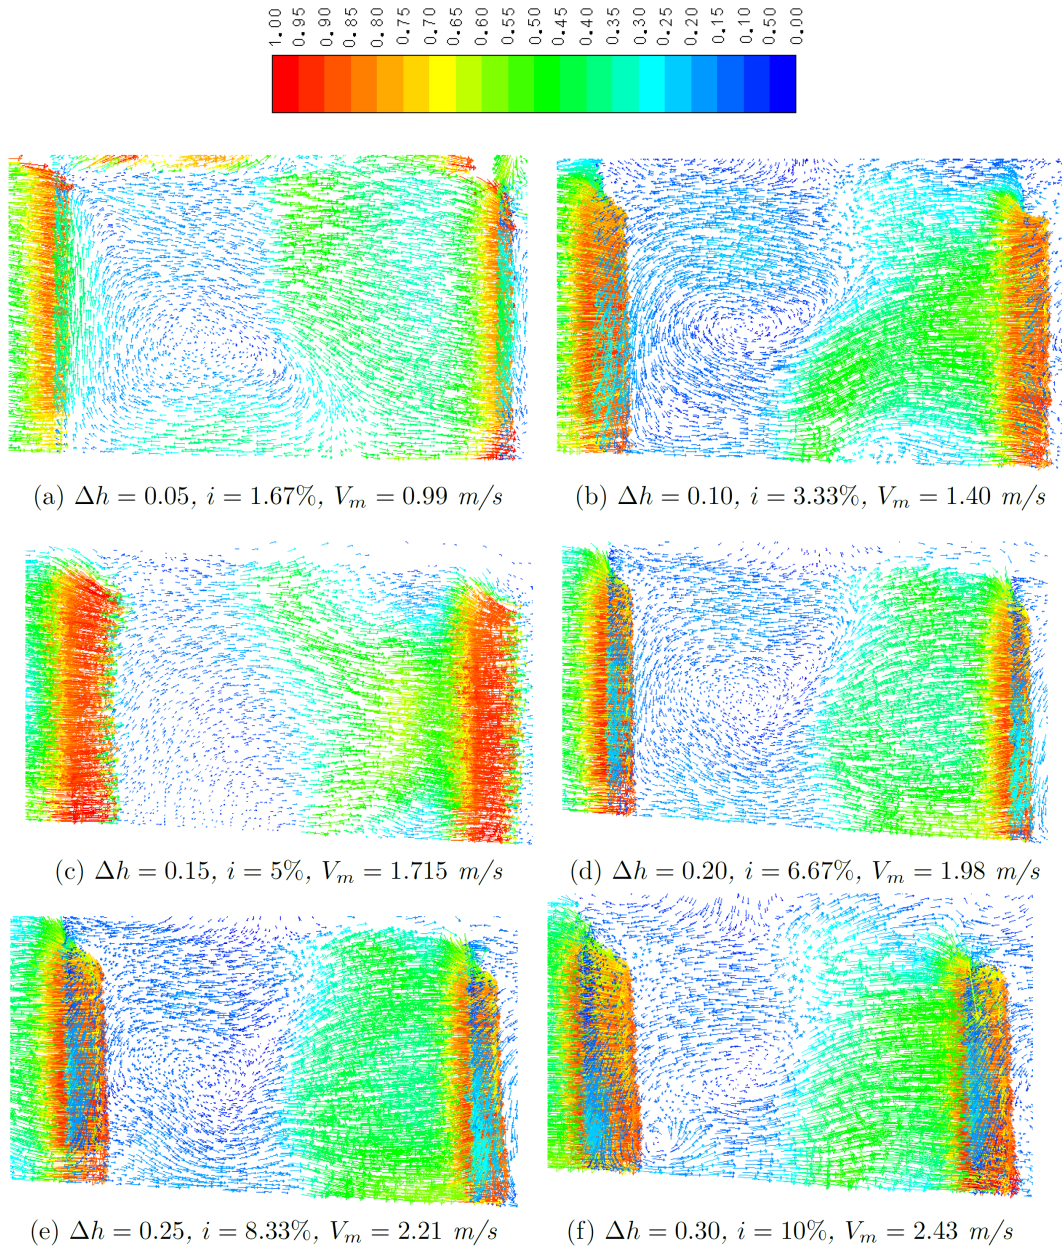 1.00 0.95 0.90 0.85 0.80 0.75 0.70 0.65 0.60 0.55 0.50 0.45 0.40 0.35 0.30 0.25 0.20 0.15 0.10 0.50 0.00
(a) Δh = 0.05, i = 1.67%, V_m = 0.99 m/s
(b) Δh = 0.10, i = 3.33%, V_m = 1.40 m/s
(c) Δh = 0.15, i = 5%, V_m = 1.715 m/s
(d) Δh = 0.20, i = 6.67%, V_m = 1.98 m/s
(e) Δh = 0.25, i = 8.33%, V_m = 2.21 m/s
(f) Δh = 0.30, i = 10%, V_m = 2.43 m/s